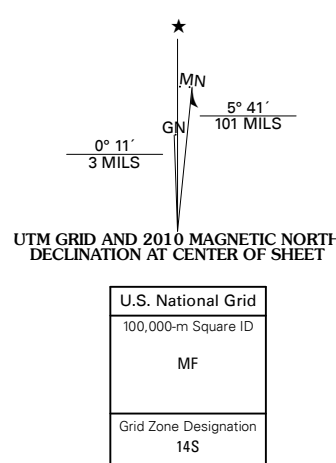 ★
MN
GN
5° 41´
101 MILS
0° 11´
3 MILS
UTM GRID AND 2010 MAGNETIC NORTH
DECLINATION AT CENTER OF SHEET
U.S. National Grid
100,000-m Square ID
MF
Grid Zone Designation
14S